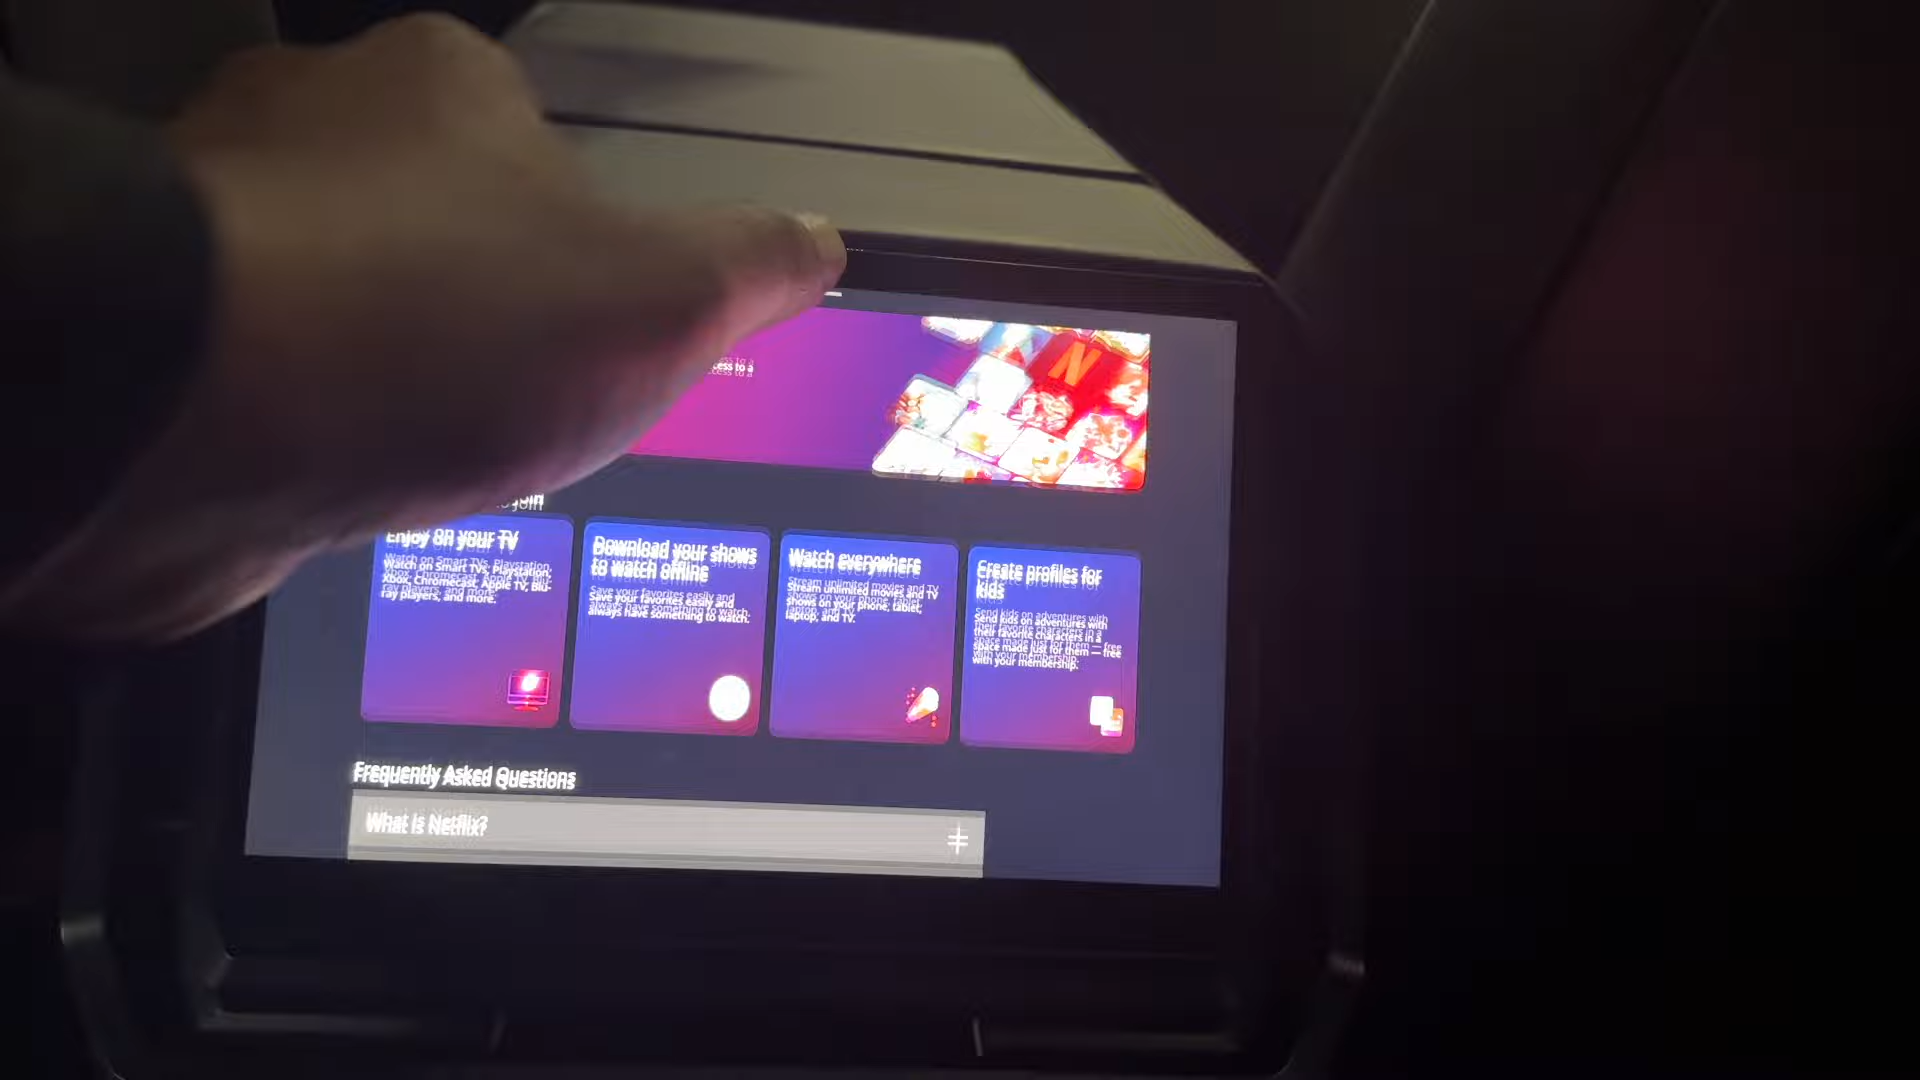 cess to a
join
Enjoy on your TV
Watch on Smart TVs, Playstation,
Xbox, Chromecast, Apple TV, Blu-
ray players, and more.
Download your shows
to watch offline
Save your favorites easily and
always have something to watch.
Watch everywhere
Stream unlimited movies and TV
shows on your phone, tablet,
laptop, and TV.
Create profiles for
kids
Send kids on adventures with
their favorite characters in a
space made just for them — free
with your membership.
Frequently Asked Questions
What is Netflix?
N